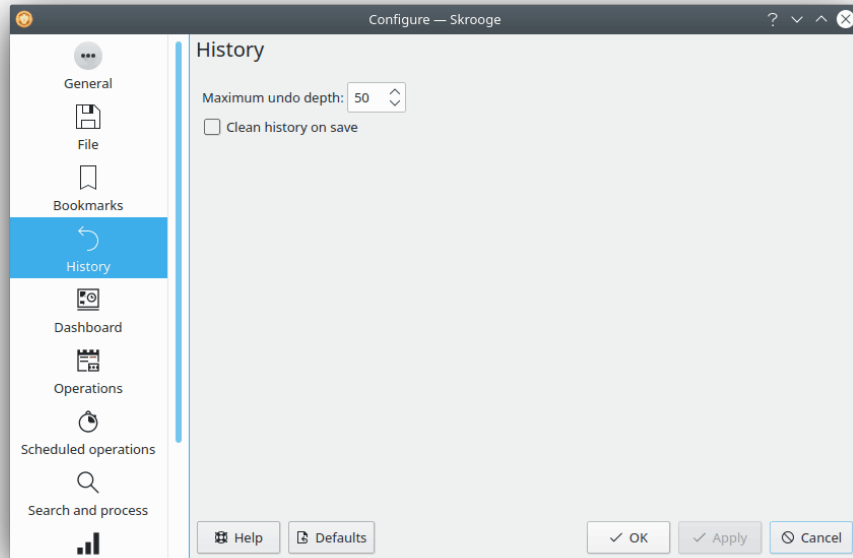 Configure — Skrooge
General
File
Bookmarks
History
Dashboard
Operations
Scheduled operations
Search and process
History
Maximum undo depth: 50
Clean history on save
Help
Defaults
OK
Apply
Cancel